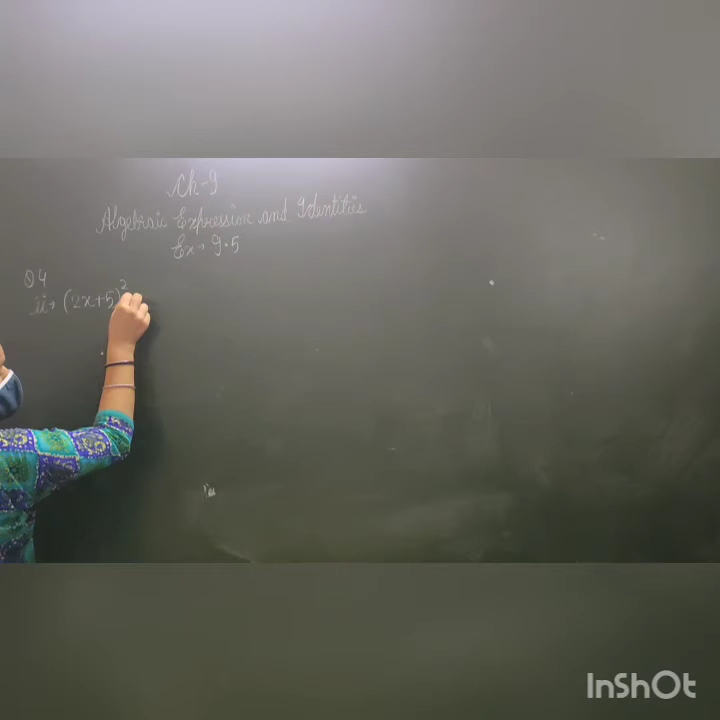 Ch-9
Algebraic Expression and Identities
Ex → 9.5
Q4
ii → (2x+5)²
InShOt